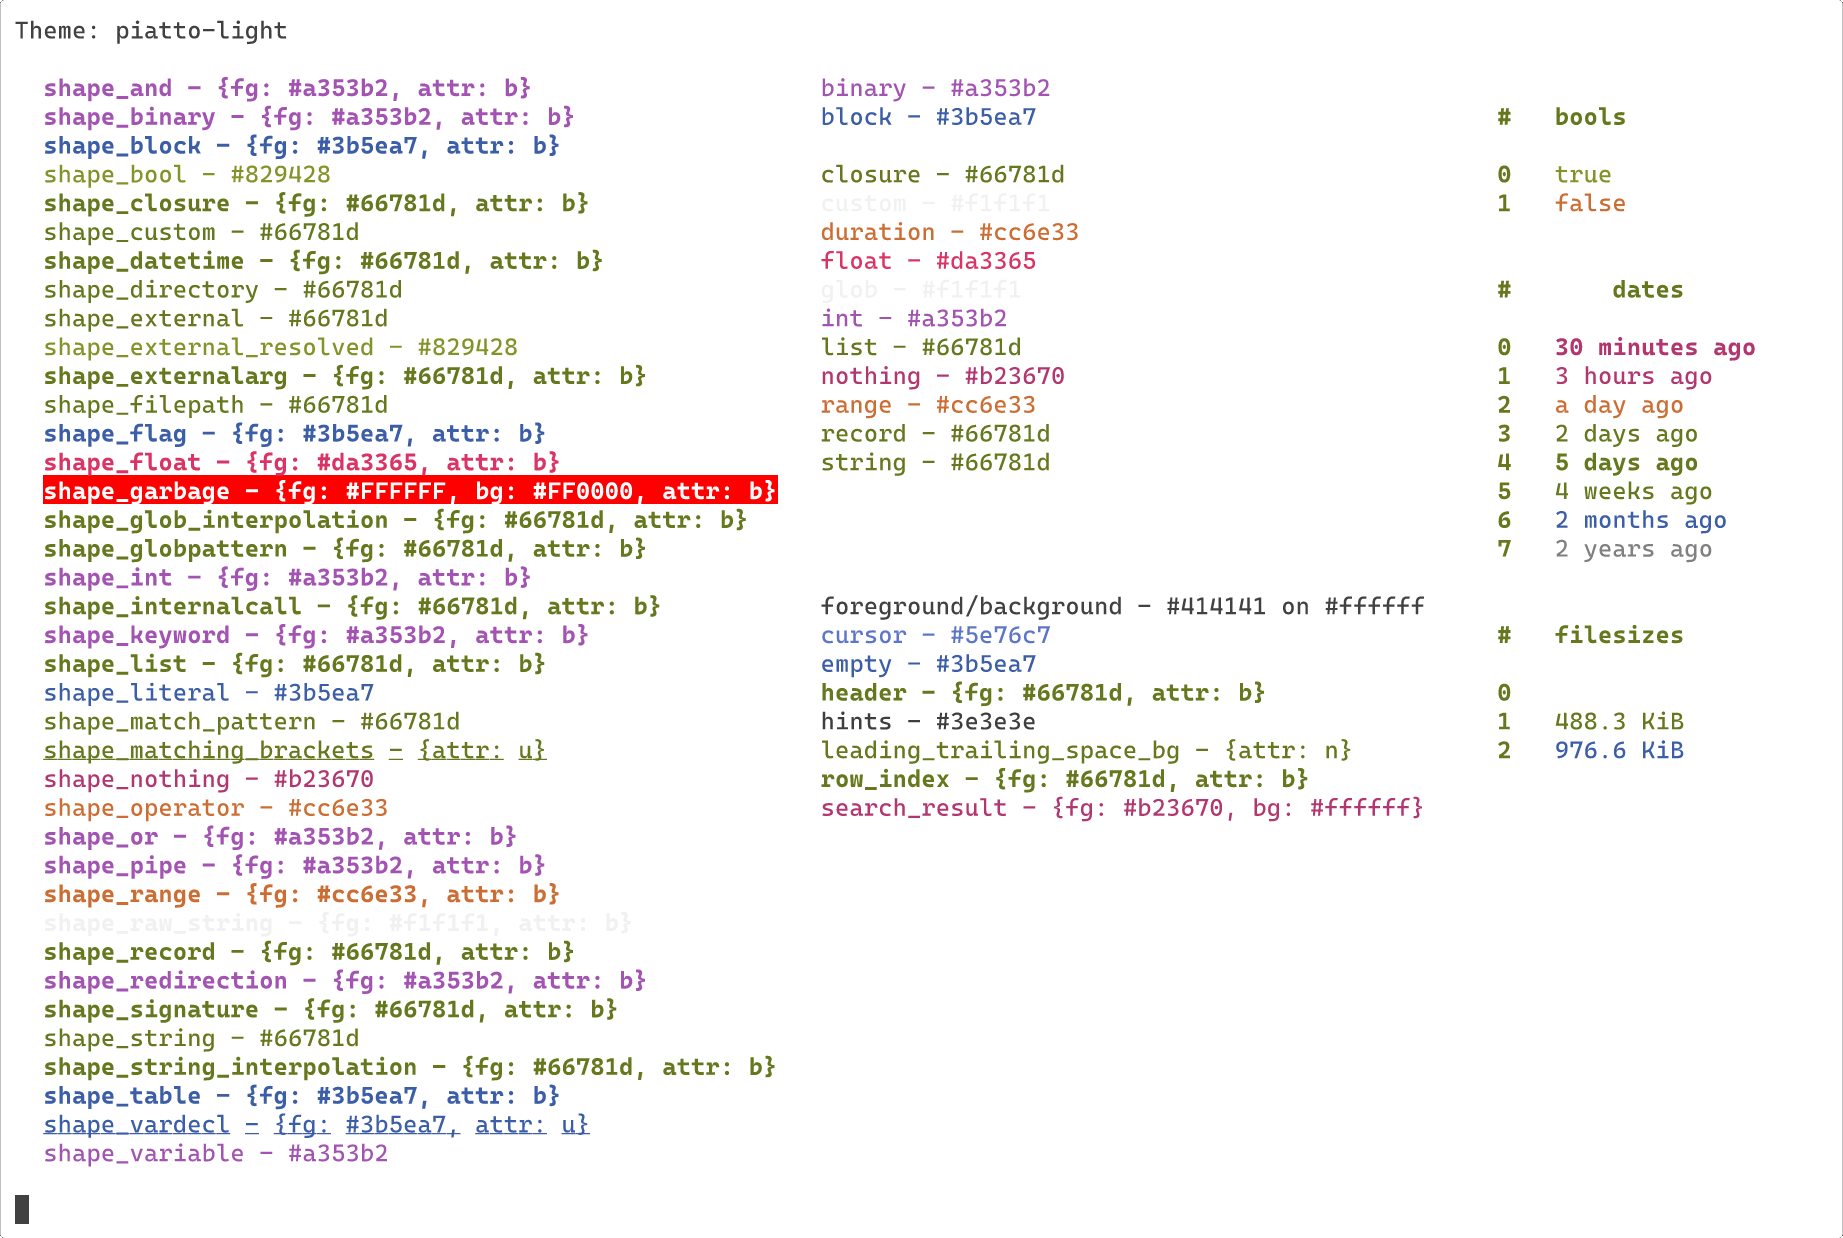 Theme: piatto-light
shape_and - {fg: #a353b2, attr: b}
shape_binary - {fg: #a353b2, attr: b}
shape_block - {fg: #3b5ea7, attr: b}
shape_bool - #829428
shape_closure - {fg: #66781d, attr: b}
shape_custom - #66781d
shape_datetime - {fg: #66781d, attr: b}
shape_directory - #66781d
shape_external - #66781d
shape_external_resolved - #829428
shape_externalarg - {fg: #66781d, attr: b}
shape_filepath - #66781d
shape_flag - {fg: #3b5ea7, attr: b}
shape_float - {fg: #da3365, attr: b}
shape_garbage - {fg: #FFFFFF, bg: #FF0000, attr: b}
shape_glob_interpolation - {fg: #66781d, attr: b}
shape_globpattern - {fg: #66781d, attr: b}
shape_int - {fg: #a353b2, attr: b}
shape_internalcall - {fg: #66781d, attr: b}
shape_keyword - {fg: #a353b2, attr: b}
shape_list - {fg: #66781d, attr: b}
shape_literal - #3b5ea7
shape_match_pattern - #66781d
shape_matching_brackets - {attr: u}
shape_nothing - #b23670
shape_operator - #cc6e33
shape_or - {fg: #a353b2, attr: b}
shape_pipe - {fg: #a353b2, attr: b}
shape_range - {fg: #cc6e33, attr: b}
shape_raw_string - {fg: #f1f1f1, attr: b}
shape_record - {fg: #66781d, attr: b}
shape_redirection - {fg: #a353b2, attr: b}
shape_signature - {fg: #66781d, attr: b}
shape_string - #66781d
shape_string_interpolation - {fg: #66781d, attr: b}
shape_table - {fg: #3b5ea7, attr: b}
shape_vardecl - {fg: #3b5ea7, attr: u}
shape_variable - #a353b2
binary - #a353b2
block - #3b5ea7
closure - #66781d
custom - #f1f1f1
duration - #cc6e33
float - #da3365
glob - #f1f1f1
int - #a353b2
list - #66781d
nothing - #b23670
range - #cc6e33
record - #66781d
string - #66781d
foreground/background - #414141 on #ffffff
cursor - #5e76c7
empty - #3b5ea7
header - {fg: #66781d, attr: b}
hints - #3e3e3e
leading_trailing_space_bg - {attr: n}
row_index - {fg: #66781d, attr: b}
search_result - {fg: #b23670, bg: #ffffff}
# bools
0 true
1 false
# dates
0 30 minutes ago
1 3 hours ago
2 a day ago
3 2 days ago
4 5 days ago
5 4 weeks ago
6 2 months ago
7 2 years ago
# filesizes
0
1 488.3 KiB
2 976.6 KiB